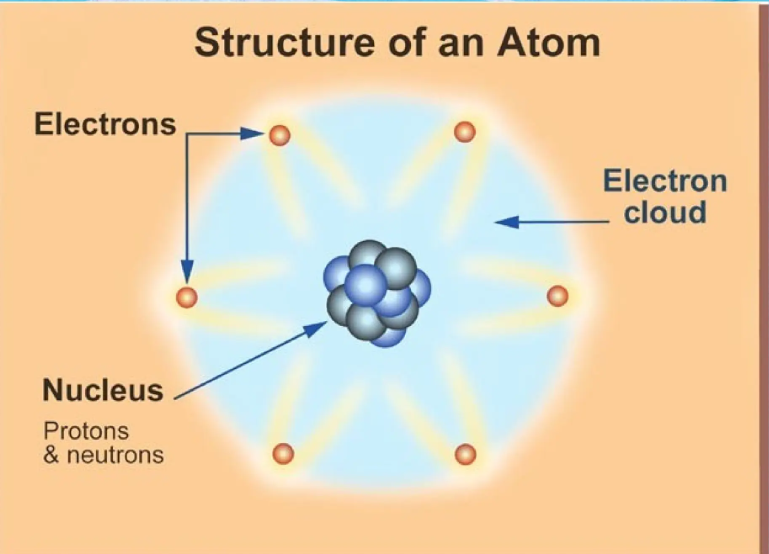 Structure of an Atom
Electrons
Electron
cloud
Nucleus
Protons
& neutrons